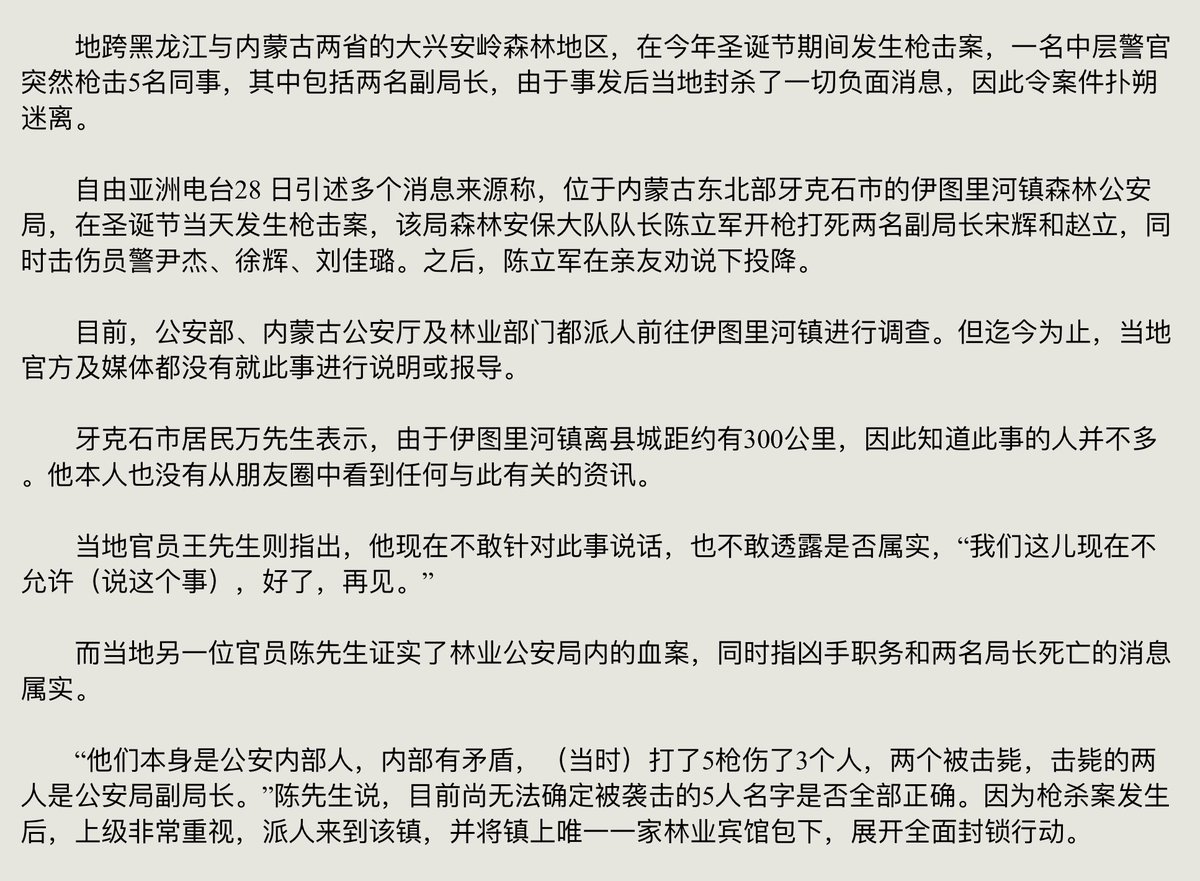 地跨黑龙江与内蒙古两省的大兴安岭森林地区，在今年圣诞节期间发生枪击案，一名中层警官
突然枪击5名同事，其中包括两名副局长，由于事发后当地封杀了一切负面消息，因此令案件扑朔
迷离。
自由亚洲电台28 日引述多个消息来源称，位于内蒙古东北部牙克石市的伊图里河镇森林公安
局，在圣诞节当天发生枪击案，该局森林安保大队队长陈立军开枪打死两名副局长宋辉和赵立，同
时击伤员警尹杰、徐辉、刘佳璐。之后，陈立军在亲友劝说下投降。
目前，公安部、内蒙古公安厅及林业部门都派人前往伊图里河镇进行调查。但迄今为止，当地
官方及媒体都没有就此事进行说明或报导。
牙克石市居民万先生表示，由于伊图里河镇离县城距约有300公里，因此知道此事的人并不多
。他本人也没有从朋友圈中看到任何与此有关的资讯。
当地官员王先生则指出，他现在不敢针对此事说话，也不敢透露是否属实，“我们这儿现在不
允许（说这个事），好了，再见。”
而当地另一位官员陈先生证实了林业公安局内的血案，同时指凶手职务和两名局长死亡的消息
属实。
“他们本身是公安内部人，内部有矛盾，（当时）打了5枪伤了3个人，两个被击毙，击毙的两
人是公安局副局长。”陈先生说，目前尚无法确定被袭击的5人名字是否全部正确。因为枪杀案发生
后，上级非常重视，派人来到该镇，并将镇上唯一一家林业宾馆包下，展开全面封锁行动。